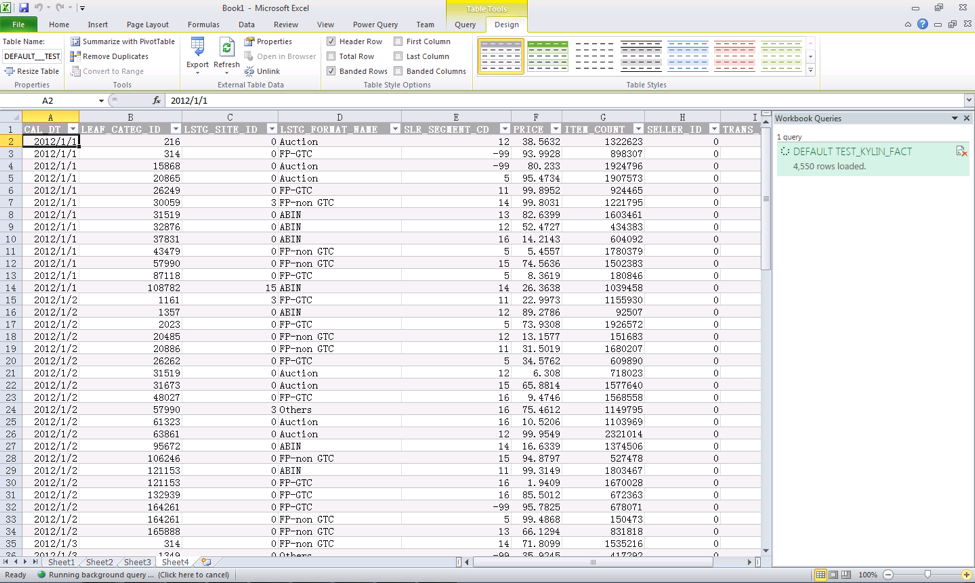 Book1 - Microsoft Excel
Table Tools
File Home Insert Page Layout Formulas Data Review View Power Query Team Query Design
Table Name: Summarize with PivotTable Properties Header Row First Column
DEFAULT___TEST_ Remove Duplicates Export Refresh Open in Browser Total Row Last Column
Resize Table Convert to Range Unlink Banded Rows Banded Columns
Properties Tools External Table Data Table Style Options Table Styles
A2 fx 2012/1/1
A B C D E F G H I
1 CAL_DT LEAF_CATEG_ID LSTG_SITE_ID LSTG_FORMAT_NAME SLR_SEGMENT_CD PRICE ITEM_COUNT SELLER_ID TRANS_
2 2012/1/1 216 0 Auction 12 38.5632 1322623 0
3 2012/1/1 314 0 FP-GTC -99 93.9928 898307 0
4 2012/1/1 15868 0 Auction -99 80.233 1924796 0
5 2012/1/1 20865 0 Auction 5 95.4734 1907573 0
6 2012/1/1 26249 0 FP-GTC 11 99.8952 924465 0
7 2012/1/1 30059 3 FP-non GTC 14 99.8031 1221795 0
8 2012/1/1 31519 0 ABIN 13 82.6399 1603461 0
9 2012/1/1 32876 0 ABIN 12 52.4727 434383 0
10 2012/1/1 37831 0 ABIN 16 14.2143 604092 0
11 2012/1/1 43479 0 FP-non GTC 5 5.4557 1780379 0
12 2012/1/1 57990 0 FP-non GTC 15 74.5636 1502383 0
13 2012/1/1 87118 0 FP-GTC 5 8.3619 180846 0
14 2012/1/1 108782 15 ABIN 14 26.3638 1039458 0
15 2012/1/2 1161 3 FP-GTC 11 22.9973 1155930 0
16 2012/1/2 1357 0 ABIN 12 89.2786 92507 0
17 2012/1/2 2023 0 FP-GTC 5 73.9308 1926572 0
18 2012/1/2 20485 0 FP-non GTC 12 13.1577 151683 0
19 2012/1/2 20886 0 FP-non GTC 11 31.5019 1680207 0
20 2012/1/2 26262 0 FP-GTC 5 34.5762 609890 0
21 2012/1/2 31519 0 Auction 12 6.308 718023 0
22 2012/1/2 31673 0 Auction 15 65.8814 1577640 0
23 2012/1/2 48027 0 FP-GTC 16 9.4746 1568558 0
24 2012/1/2 57990 3 Others 16 75.4612 1149795 0
25 2012/1/2 61323 0 Auction 16 10.5206 1103969 0
26 2012/1/2 63861 0 Auction 12 99.9549 2321014 0
27 2012/1/2 95672 0 ABIN 14 16.6339 1374506 0
28 2012/1/2 106246 0 FP-non GTC 15 94.8797 527478 0
29 2012/1/2 121153 0 ABIN 11 99.3149 1803467 0
30 2012/1/2 121153 0 FP-GTC 16 1.9409 1670028 0
31 2012/1/2 132939 0 FP-GTC 16 85.5012 672363 0
32 2012/1/2 164261 0 FP-GTC -99 95.7825 678071 0
33 2012/1/2 164261 0 FP-non GTC 5 99.4868 150473 0
34 2012/1/2 165888 0 FP-non GTC 13 66.1294 831818 0
35 2012/1/3 314 0 FP-GTC 14 71.8099 1535216 0
36 2012/1/3 1349 0 Others -99 35.9245 417292 0
Workbook Queries
1 query
DEFAULT TEST_KYLIN_FACT
4,550 rows loaded.
Sheet1 Sheet2 Sheet3 Sheet4
Ready Running background query ... (Click here to cancel) 100%